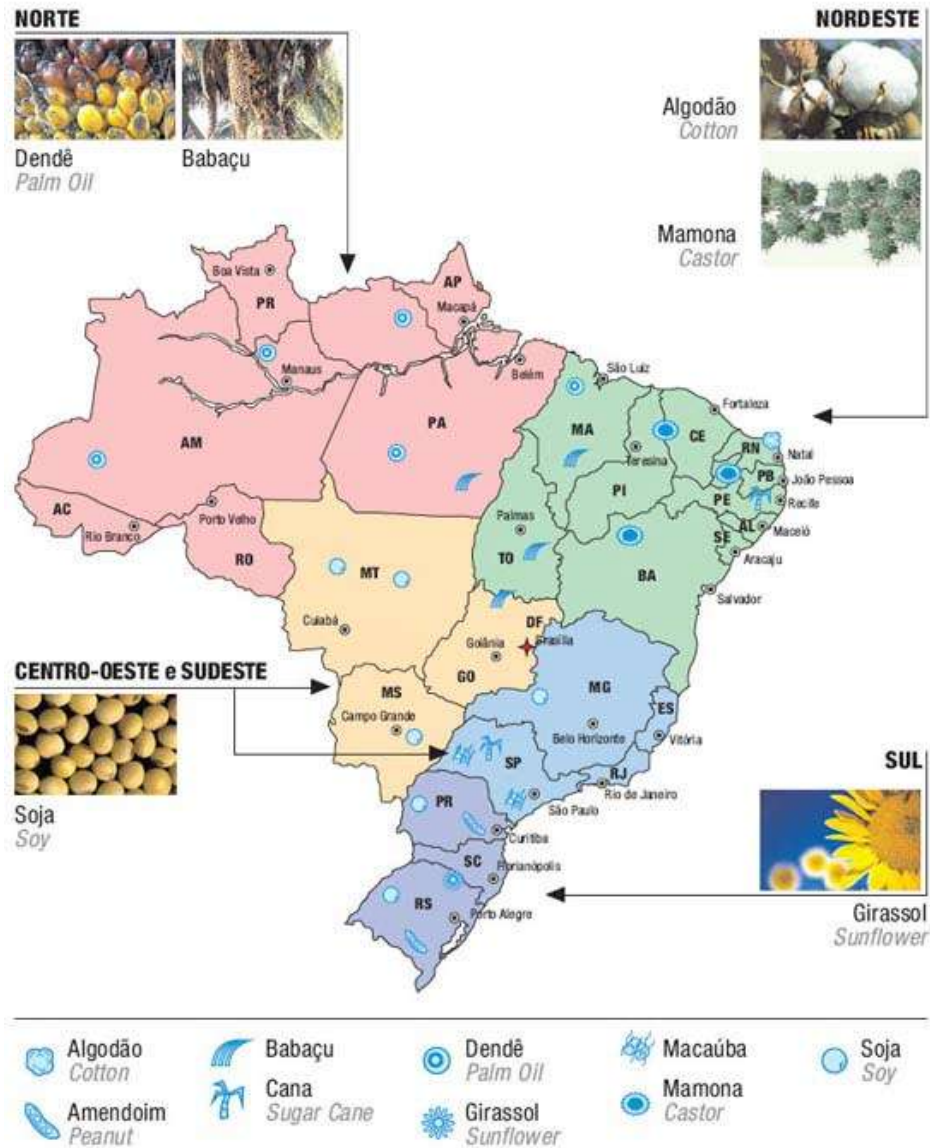 NORTE
NORDESTE
Dendê
Palm Oil
Babaçu
Algodão
Cotton
Mamona
Castor
Boa Vista
AP
PR
Macapá
Manaus
Belém
São Luiz
Fortaleza
PA
MA
CE
RN
AM
Teresina
Natal
PB
João Pessoa
PI
PE
Recife
AC
Porto Velho
Palmas
AL
Maceió
Rio Branco
SE
RO
TO
Aracaju
MT
BA
Salvador
Cuiabá
DF
Goiânia
Brasília
CENTRO-OESTE e SUDESTE
GO
MS
MG
ES
Campo Grande
Belo Horizonte
Vitória
SP
SUL
RJ
Rio de Janeiro
Soja
Soy
PR
São Paulo
Curitiba
SC
Florianópolis
RS
Porto Alegre
Girassol
Sunflower
Algodão
Cotton
Babaçu
Dendê
Palm Oil
Macaúba
Soja
Soy
Amendoim
Peanut
Cana
Sugar Cane
Girassol
Sunflower
Mamona
Castor